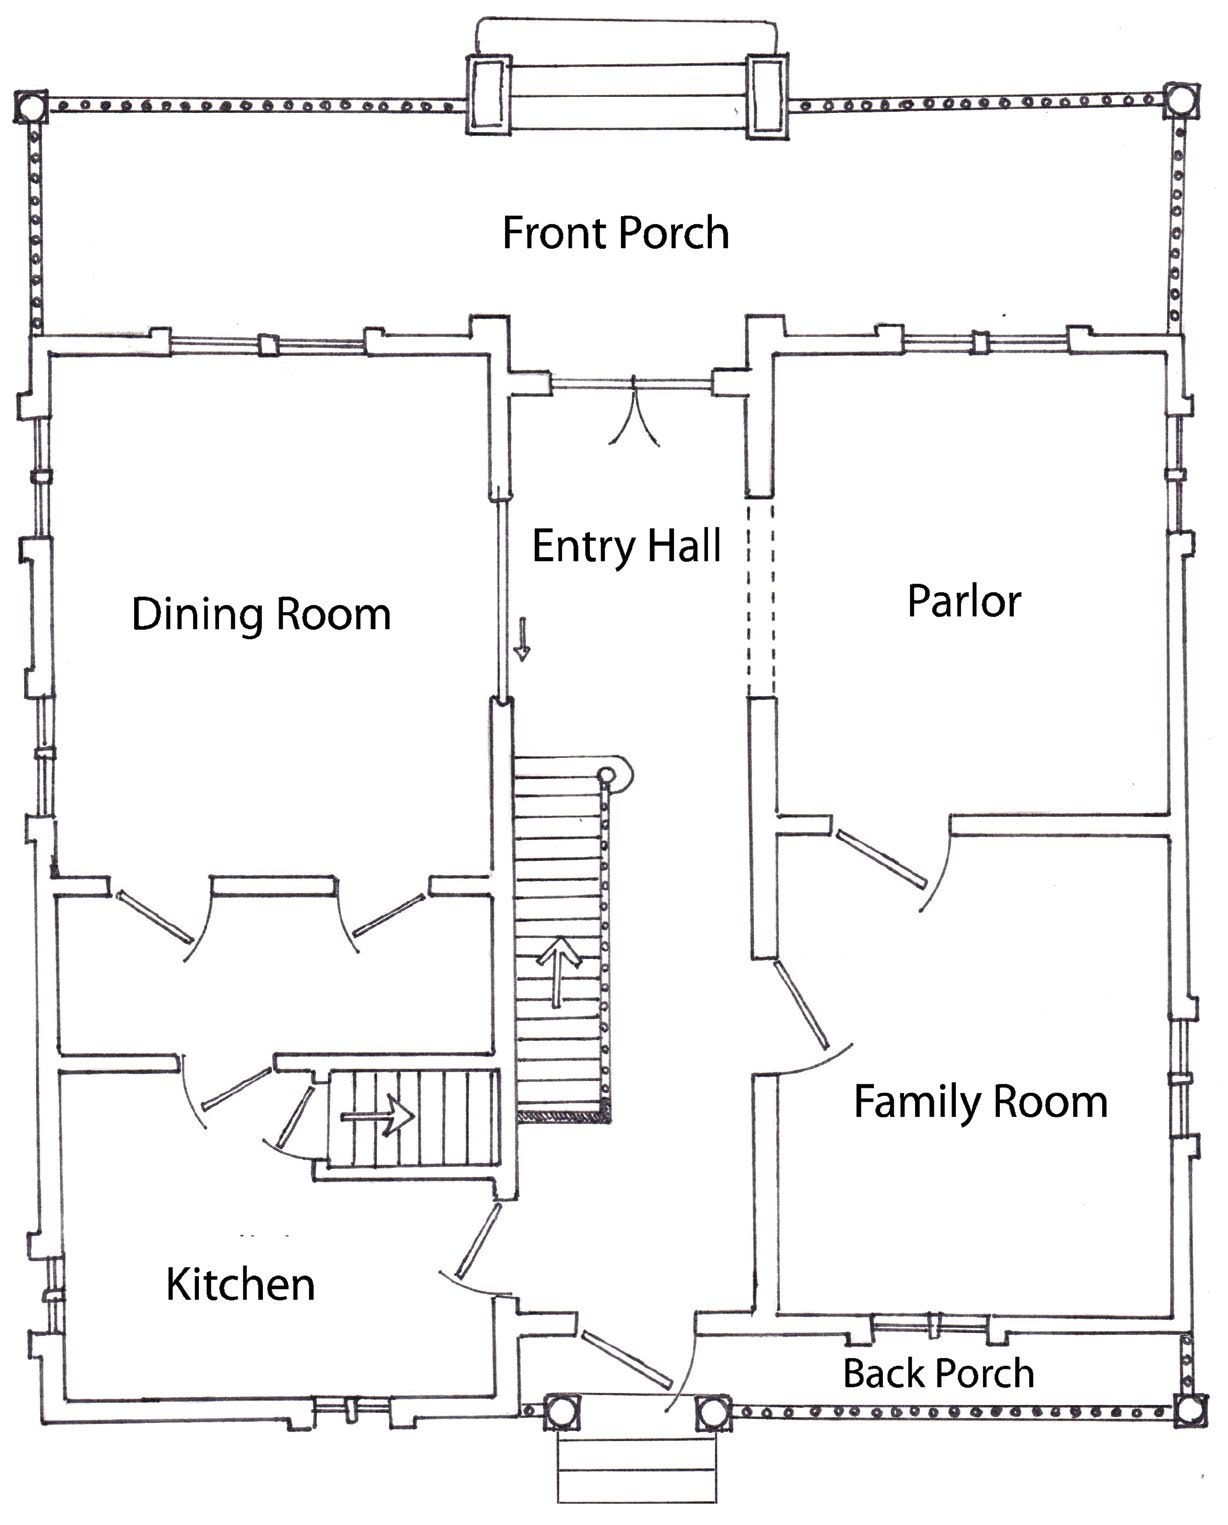 Front Porch
Entry Hall
Dining Room
Parlor
Family Room
Kitchen
Back Porch